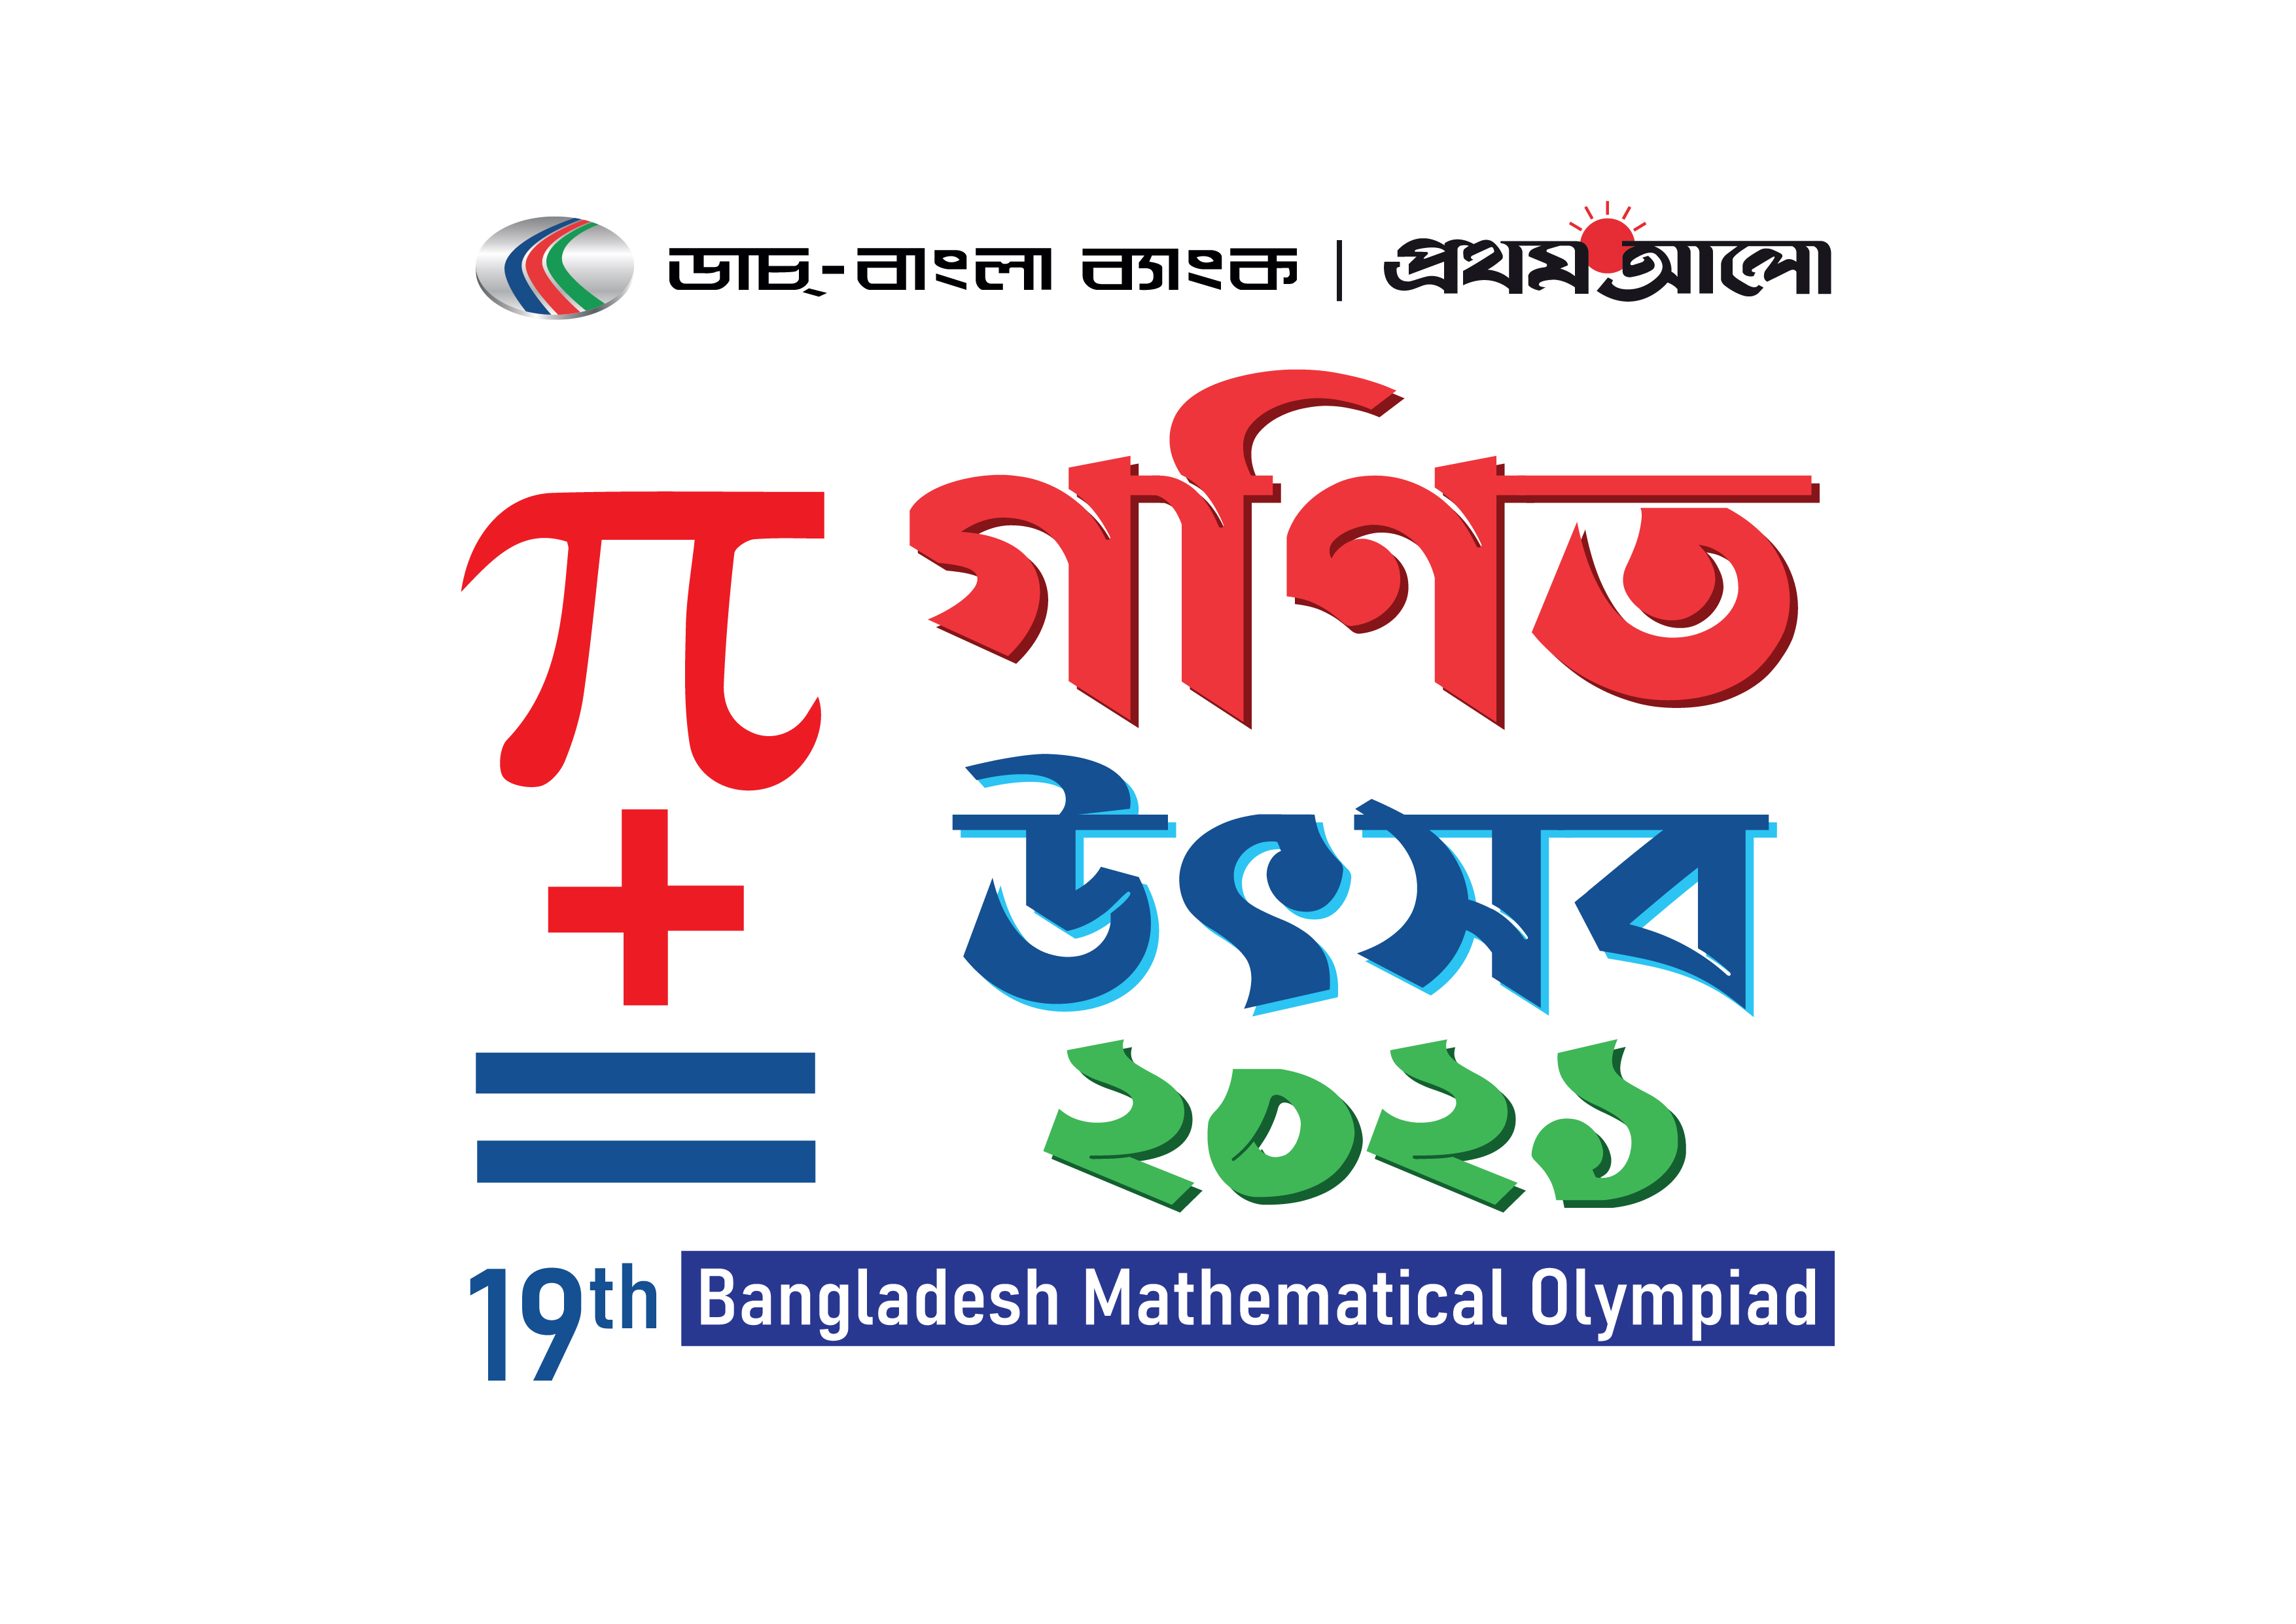 ডাচ্-বাংলা ব্যাংক | প্রথম আলো
π গণিত
+ উৎসব
= ২০২১
19th Bangladesh Mathematical Olympiad